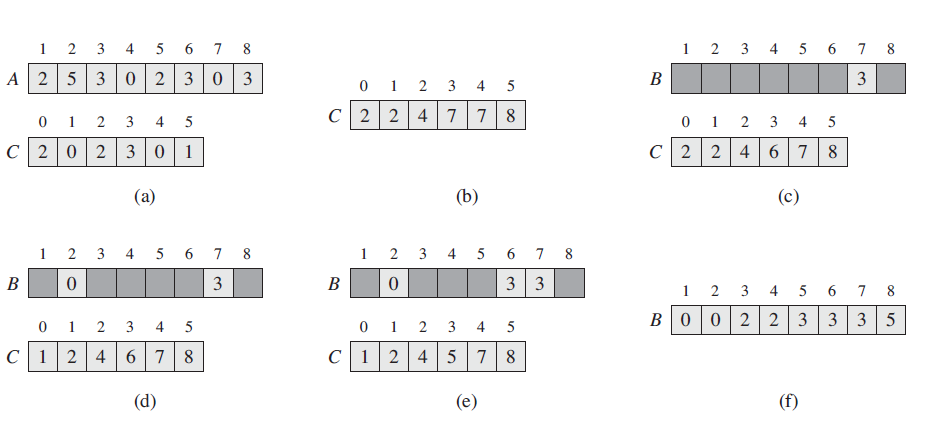 1 2 3 4 5 6 7 8
A 2 5 3 0 2 3 0 3
0 1 2 3 4 5
C 2 0 2 3 0 1
(a)
0 1 2 3 4 5
C 2 2 4 7 7 8
(b)
1 2 3 4 5 6 7 8
B 3
0 1 2 3 4 5
C 2 2 4 6 7 8
(c)
1 2 3 4 5 6 7 8
B 0 3
0 1 2 3 4 5
C 1 2 4 6 7 8
(d)
1 2 3 4 5 6 7 8
B 0 3 3
0 1 2 3 4 5
C 1 2 4 5 7 8
(e)
1 2 3 4 5 6 7 8
B 0 0 2 2 3 3 3 5
(f)